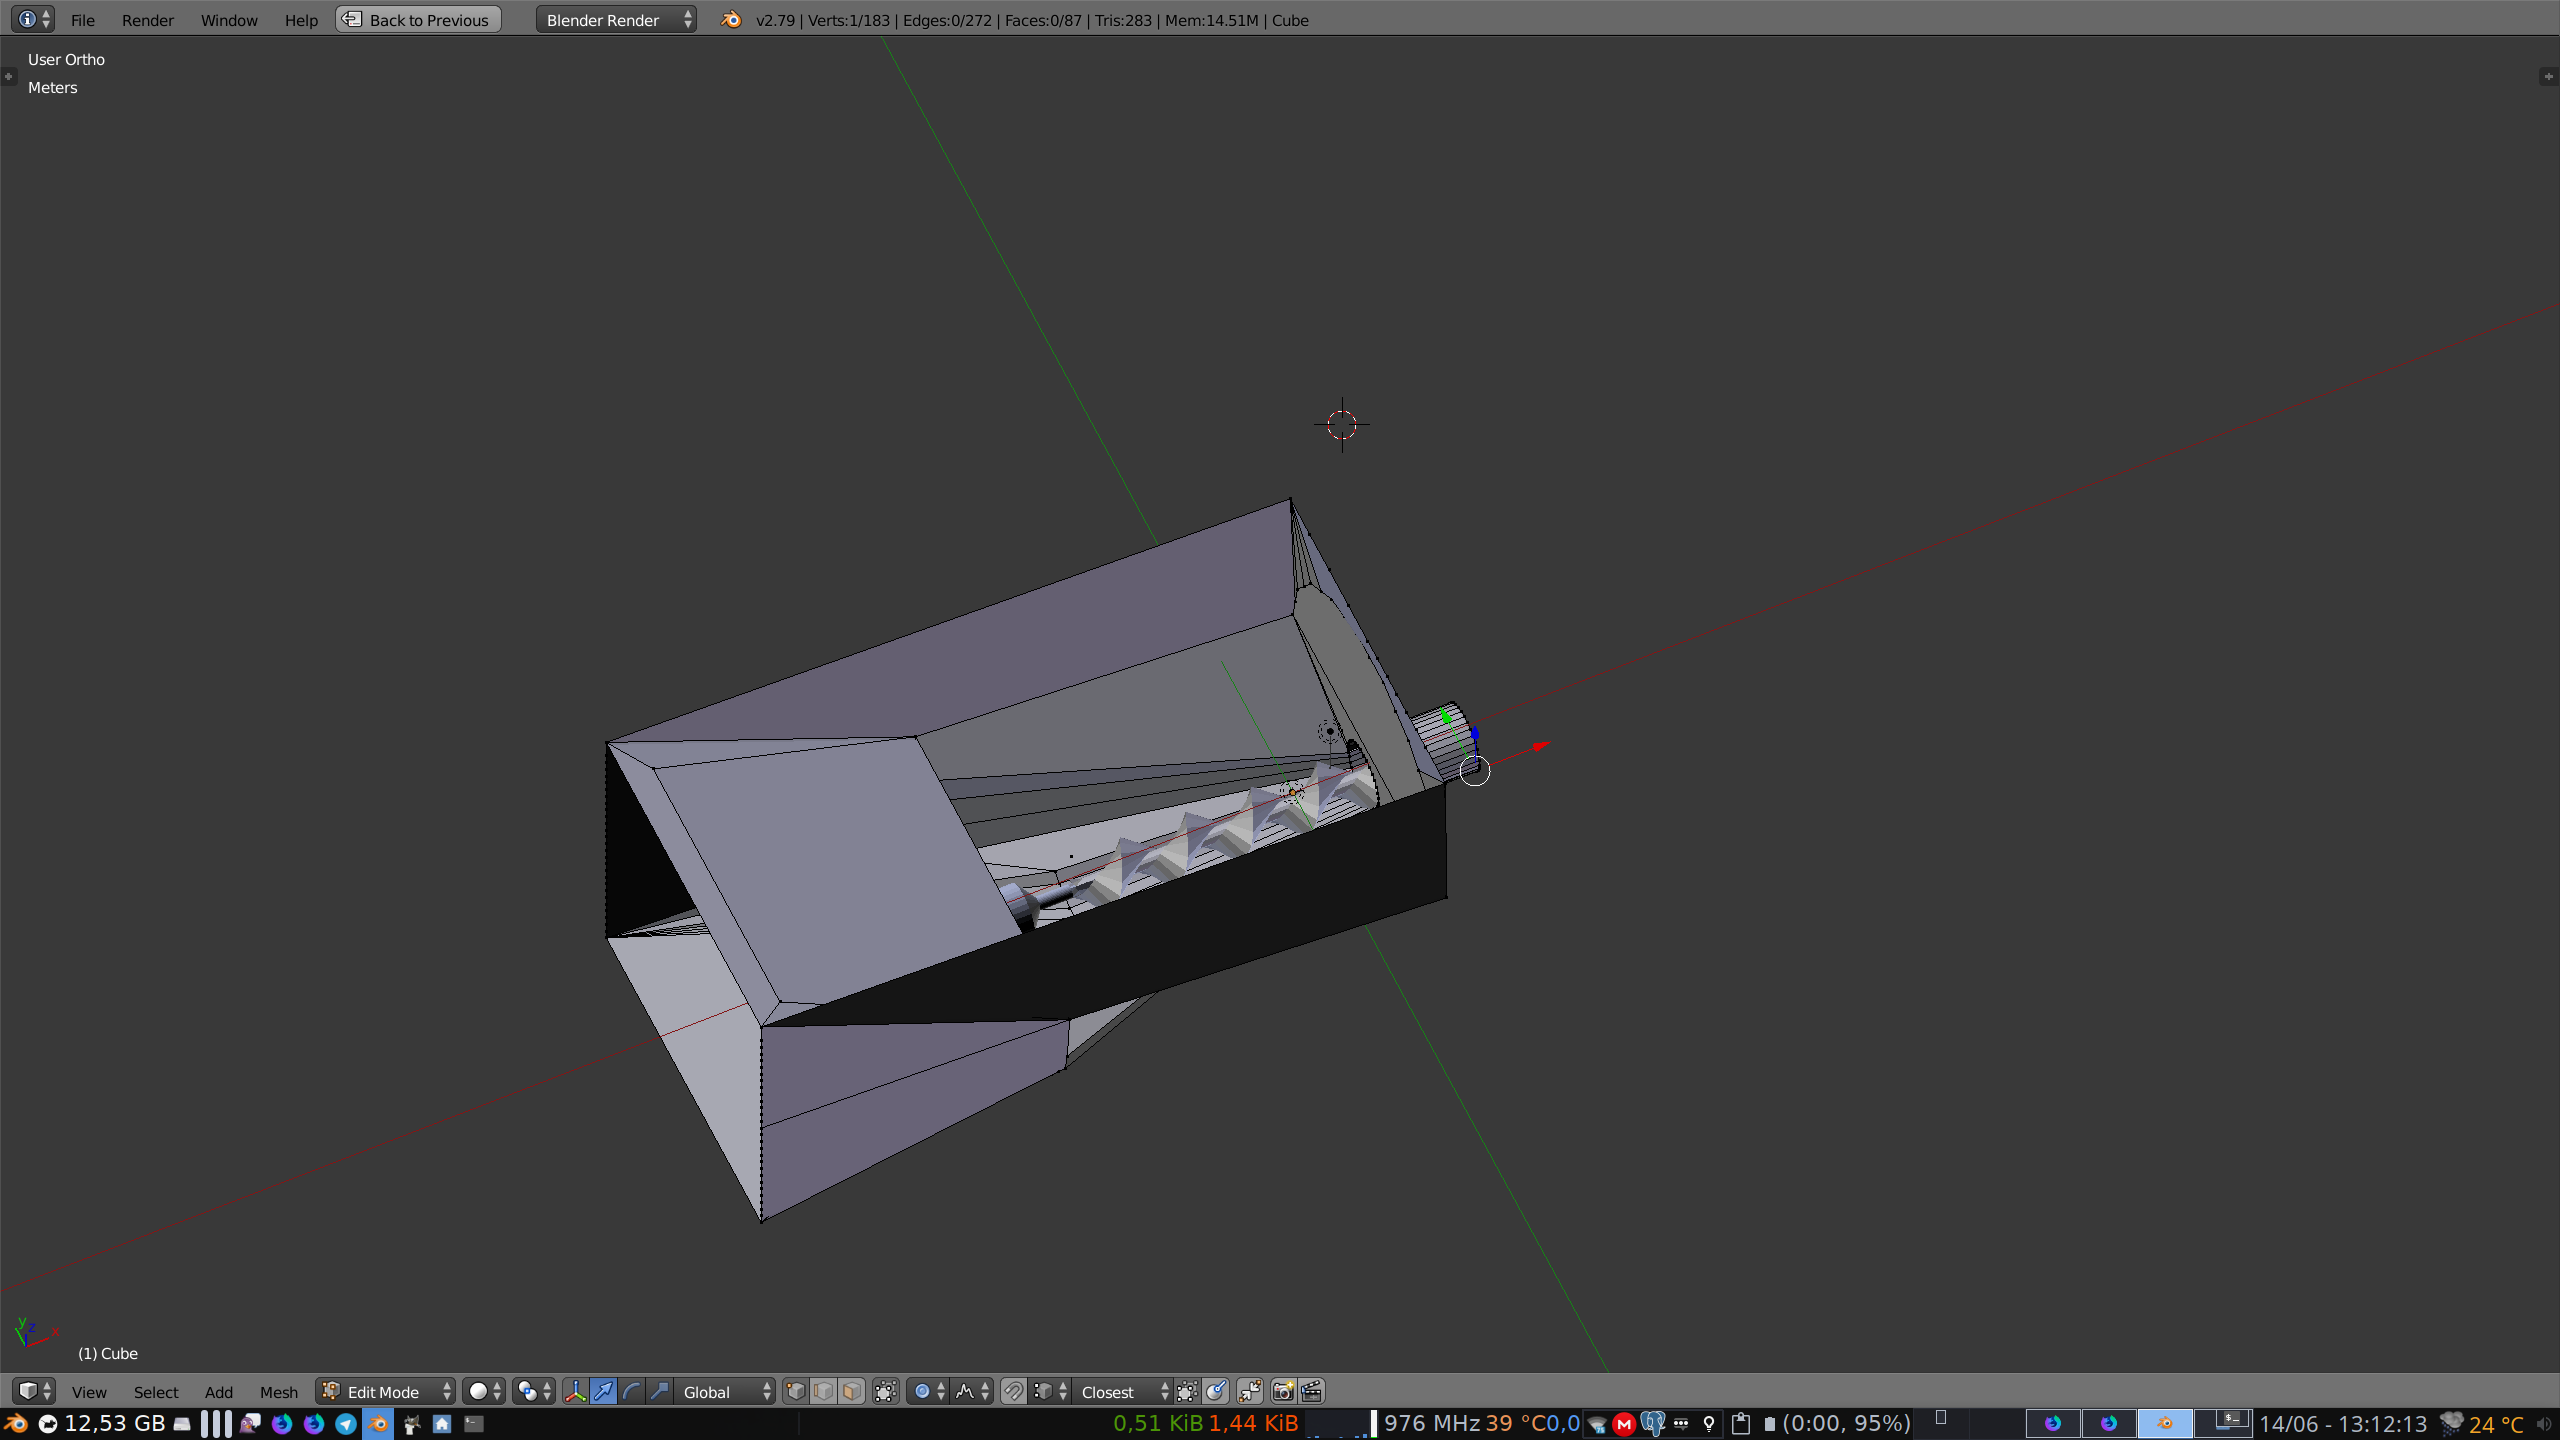 File Render Window Help Back to Previous Blender Render v2.79 | Verts:1/183 | Edges:0/272 | Faces:0/87 | Tris:283 | Mem:14.51M | Cube
User Ortho
Meters
y z x
(1) Cube
View Select Add Mesh Edit Mode Global Closest
12,53 GB 0,51 KiB 1,44 KiB 976 MHz 39 °C 0,0 M (0:00, 95%) 14/06 - 13:12:13 24 °C